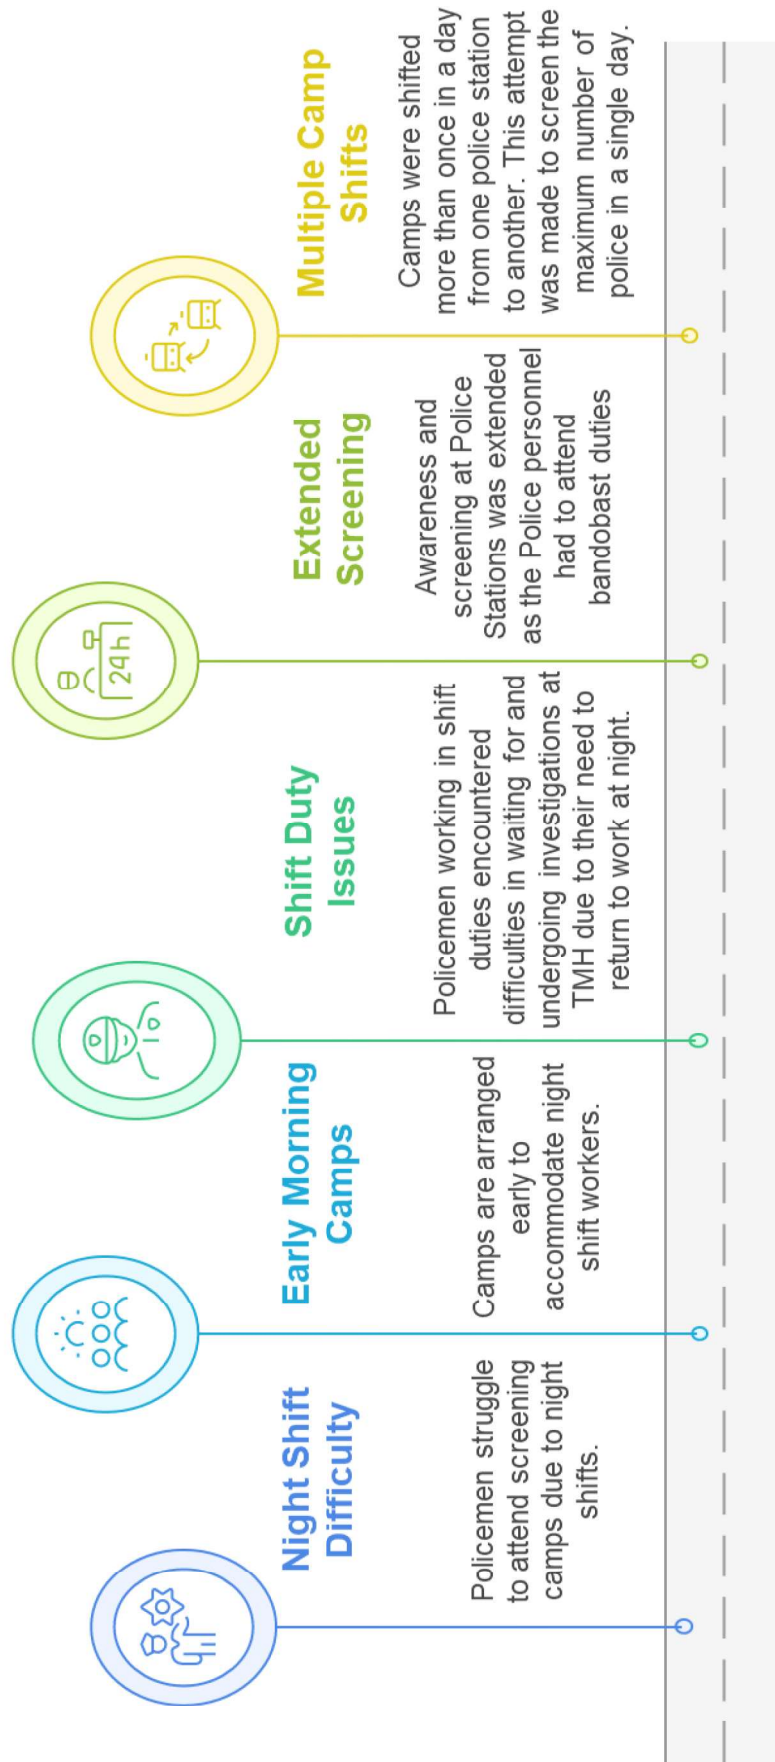 Night Shift
Difficulty
Policemen struggle
to attend screening
camps due to night
shifts.
Early Morning
Camps
Camps are arranged
early to
accommodate night
shift workers.
Shift Duty
Issues
Policemen working in shift
duties encountered
difficulties in waiting for and
undergoing investigations at
TMH due to their need to
return to work at night.
24h
Extended
Screening
Awareness and
screening at Police
Stations was extended
as the Police personnel
had to attend
bandobast duties
Multiple Camp
Shifts
Camps were shifted
more than once in a day
from one police station
to another. This attempt
was made to screen the
maximum number of
police in a single day.